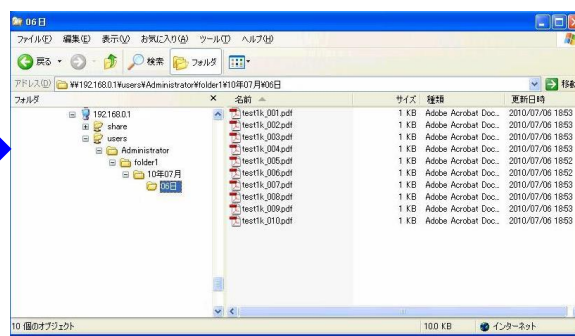 06日
ファイル(F) 編集(E) 表示(V) お気に入り(A) ツール(T) ヘルプ(H)
戻る 検索 フォルダ
アドレス(D) ¥¥192.168.0.1¥users¥Administrator¥folder1¥10年07月¥06日 移動
フォルダ × 名前 サイズ 種類 更新日時
192.168.0.1
share
users
Administrator
folder1
10年07月
06日
test1k_001.pdf 1 KB Adobe Acrobat Doc... 2010/07/06 18:53
test1k_002.pdf 1 KB Adobe Acrobat Doc... 2010/07/06 18:53
test1k_003.pdf 1 KB Adobe Acrobat Doc... 2010/07/06 18:53
test1k_004.pdf 1 KB Adobe Acrobat Doc... 2010/07/06 18:53
test1k_005.pdf 1 KB Adobe Acrobat Doc... 2010/07/06 18:52
test1k_006.pdf 1 KB Adobe Acrobat Doc... 2010/07/06 18:52
test1k_007.pdf 1 KB Adobe Acrobat Doc... 2010/07/06 18:53
test1k_008.pdf 1 KB Adobe Acrobat Doc... 2010/07/06 18:53
test1k_009.pdf 1 KB Adobe Acrobat Doc... 2010/07/06 18:53
test1k_010.pdf 1 KB Adobe Acrobat Doc... 2010/07/06 18:53
10 個のオブジェクト 10.0 KB インターネット